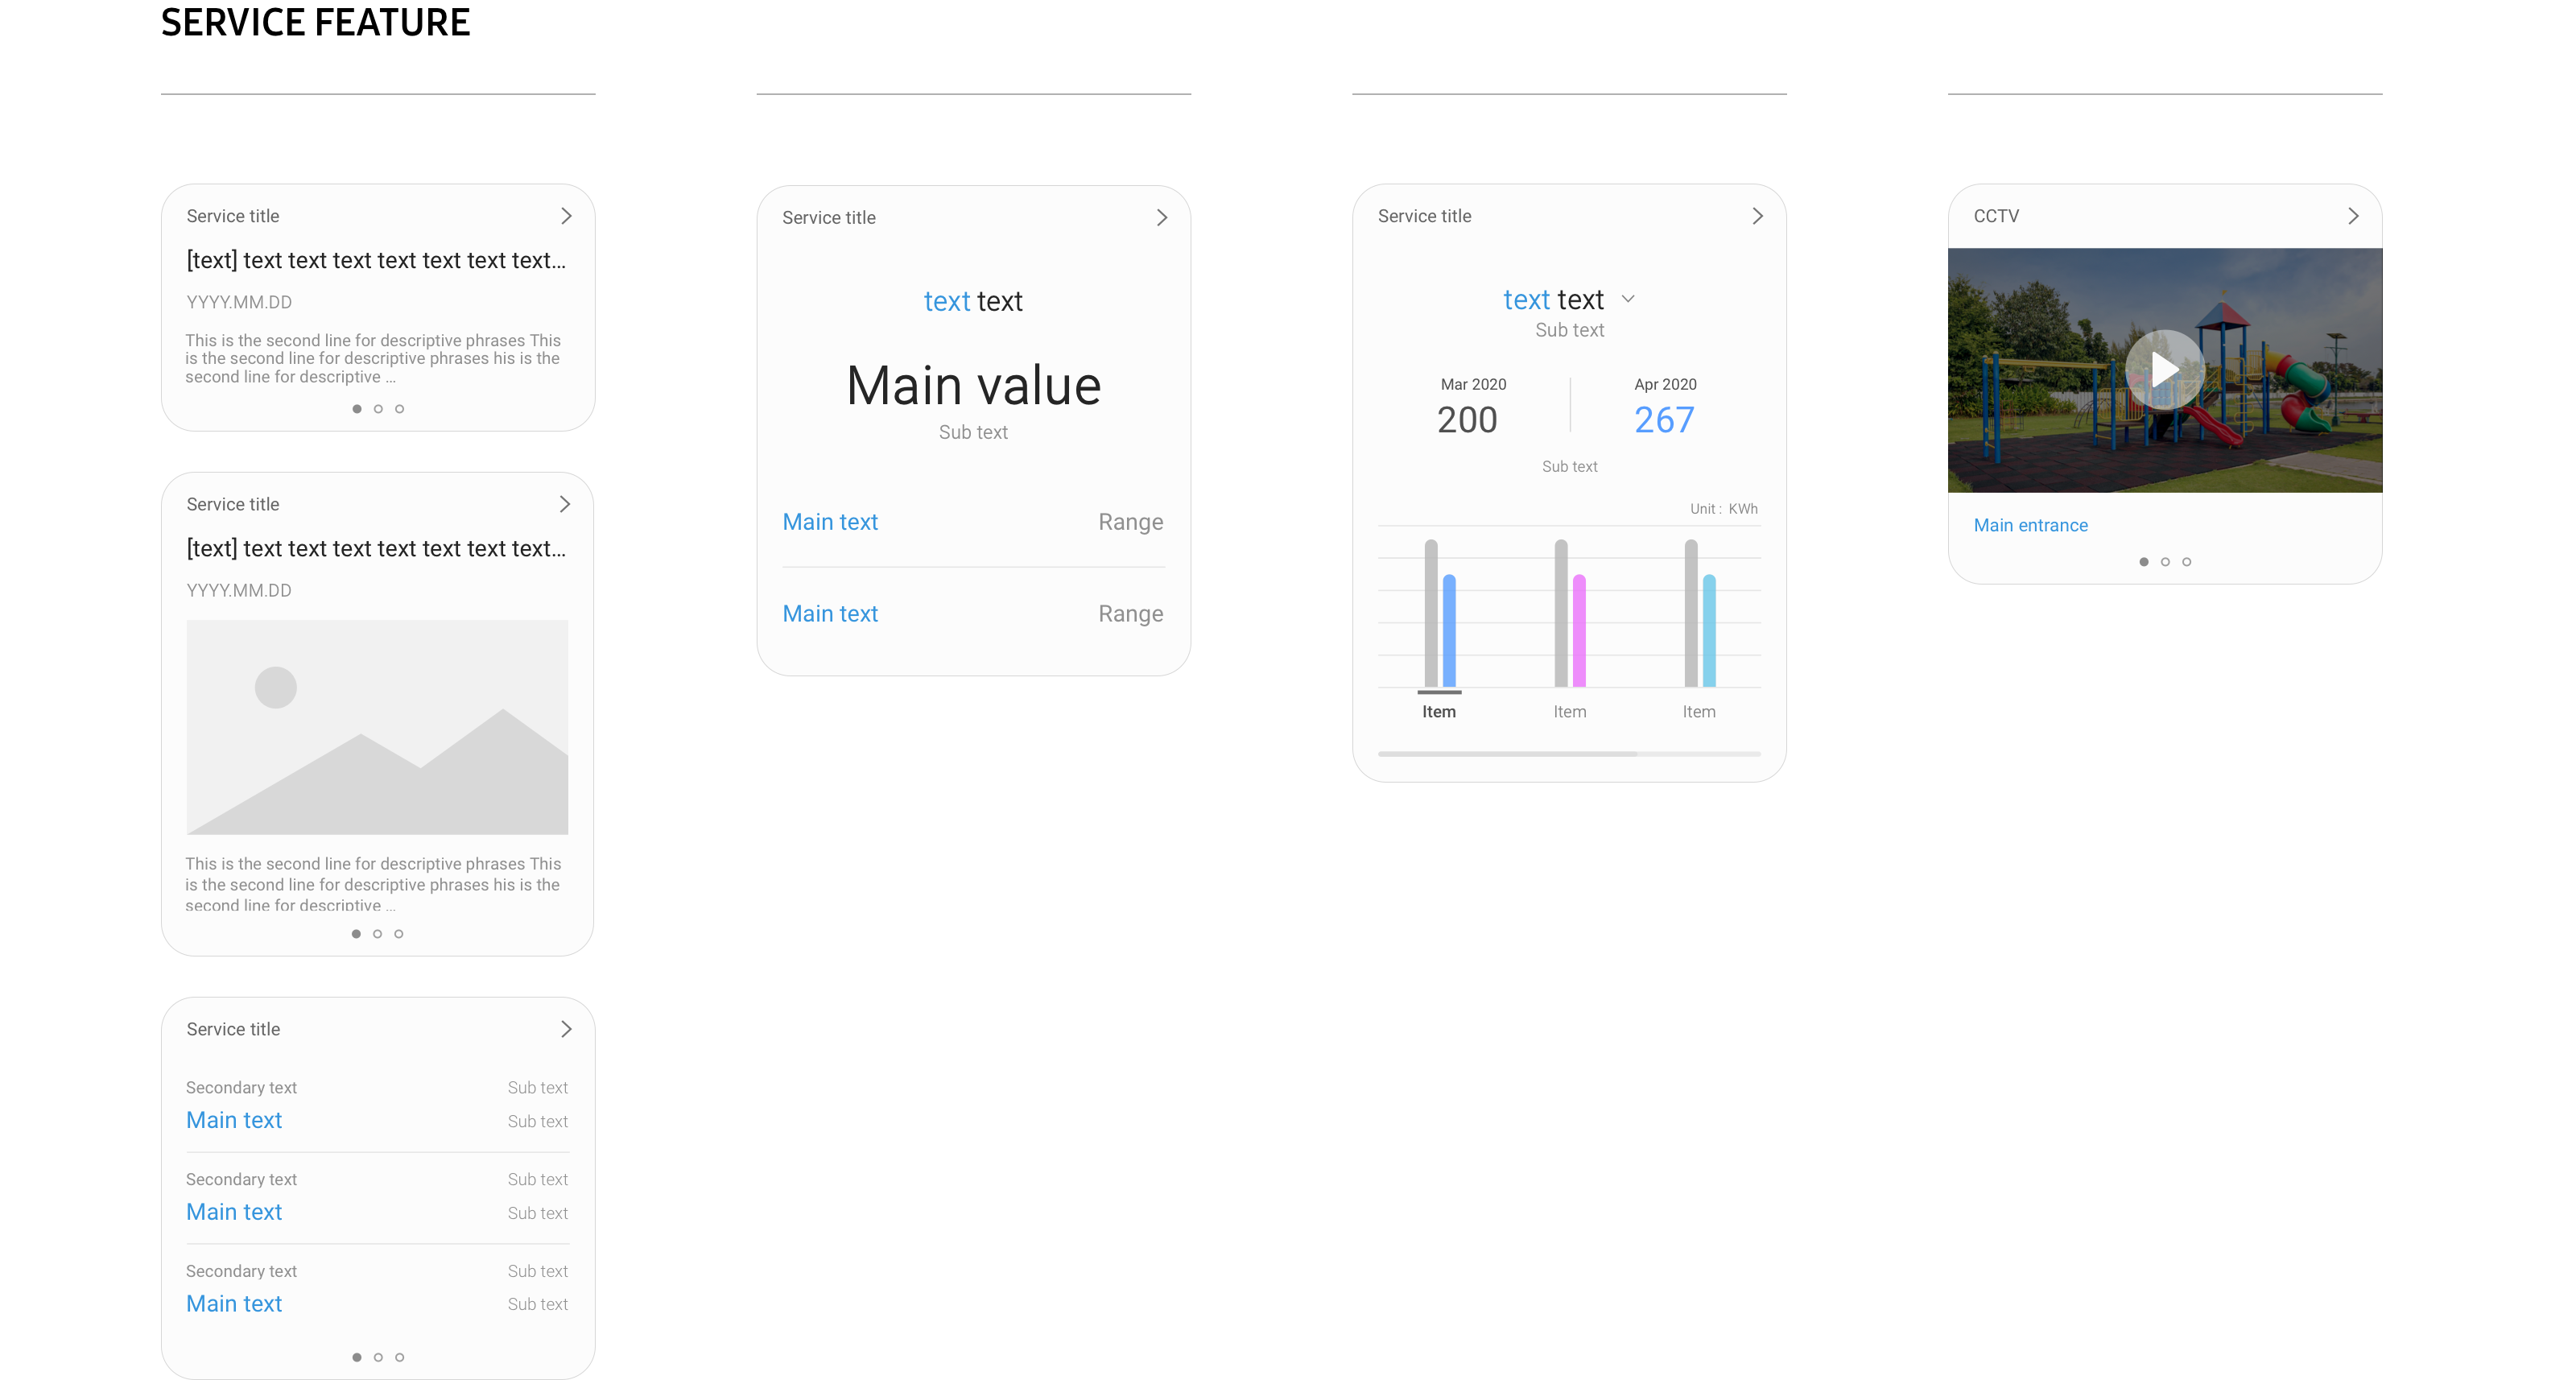 SERVICE FEATURE
Service title
[text] text text text text text text text...
YYYY.MM.DD
This is the second line for descriptive phrases This
is the second line for descriptive phrases his is the
second line for descriptive ...
Service title
[text] text text text text text text text...
YYYY.MM.DD
This is the second line for descriptive phrases This
is the second line for descriptive phrases his is the
second line for descriptive ...
Service title
Secondary text Sub text
Main text Sub text
Secondary text Sub text
Main text Sub text
Secondary text Sub text
Main text Sub text
Service title
text text
Main value
Sub text
Main text Range
Main text Range
Service title
text text
Sub text
Mar 2020 Apr 2020
200 267
Sub text
Unit : KWh
Item Item Item
CCTV
Main entrance